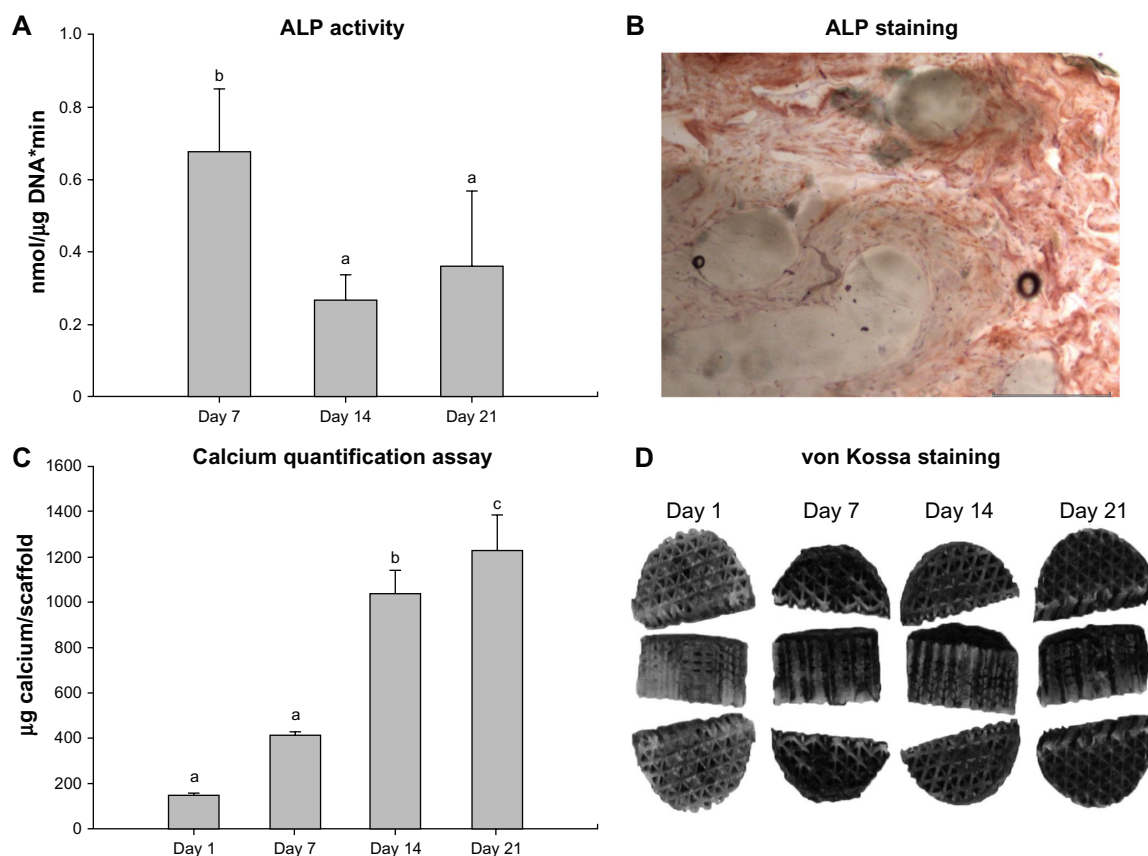 A
ALP activity
nmol/µg DNA*min
1.0
0.8
0.6
0.4
0.2
0
b
a
a
Day 7
Day 14
Day 21
B
ALP staining
C
Calcium quantification assay
µg calcium/scaffold
1600
1400
1200
1000
800
600
400
200
0
a
a
b
c
Day 1
Day 7
Day 14
Day 21
D
von Kossa staining
Day 1
Day 7
Day 14
Day 21